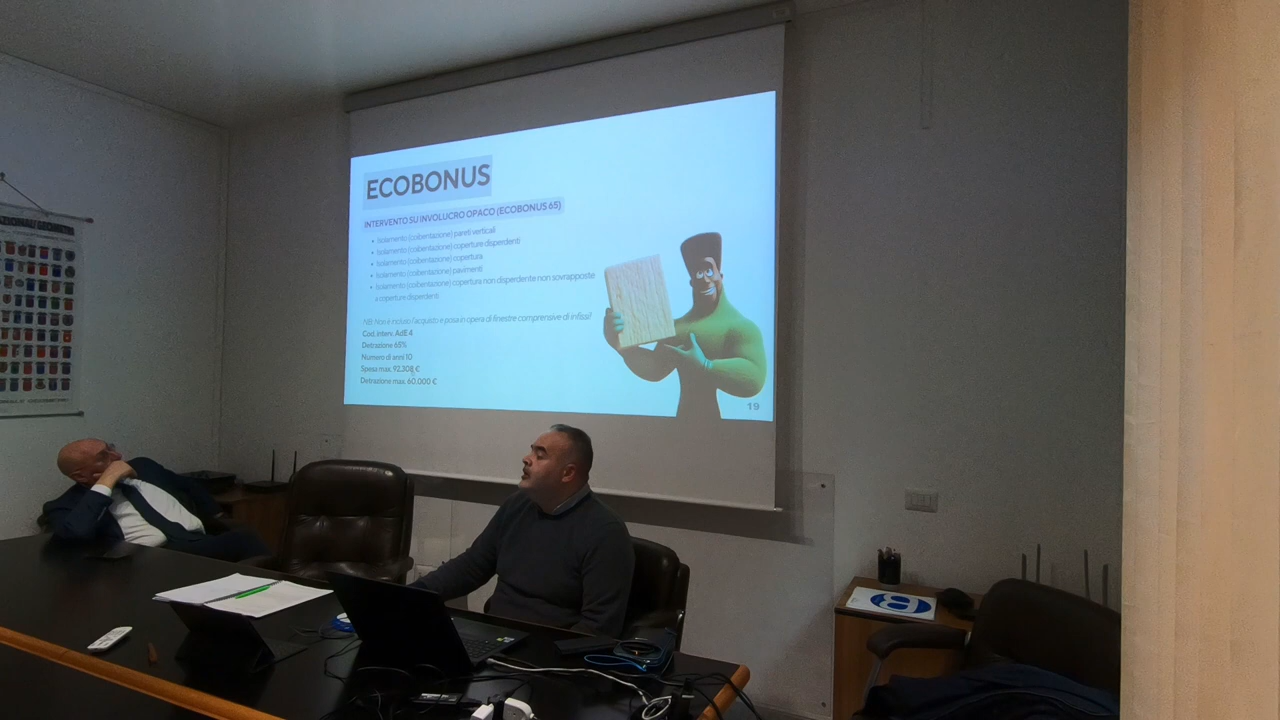 ECOBONUS
INTERVENTO SU INVOLUCRO OPACO (ECOBONUS 65)
• Isolamento (coibentazione) pareti verticali
• Isolamento (coibentazione) coperture disperdenti
• Isolamento (coibentazione) copertura
• Isolamento (coibentazione) pavimenti
• Isolamento (coibentazione) copertura non disperdente non sovrapposte
a coperture disperdenti
NB: Non è incluso l'acquisto e posa in opera di finestre comprensive di infissi!
Cod. interv. AdE 4
Detrazione 65%
Numero di anni 10
Spesa max. 92.308 €
Detrazione max. 60.000 €
19